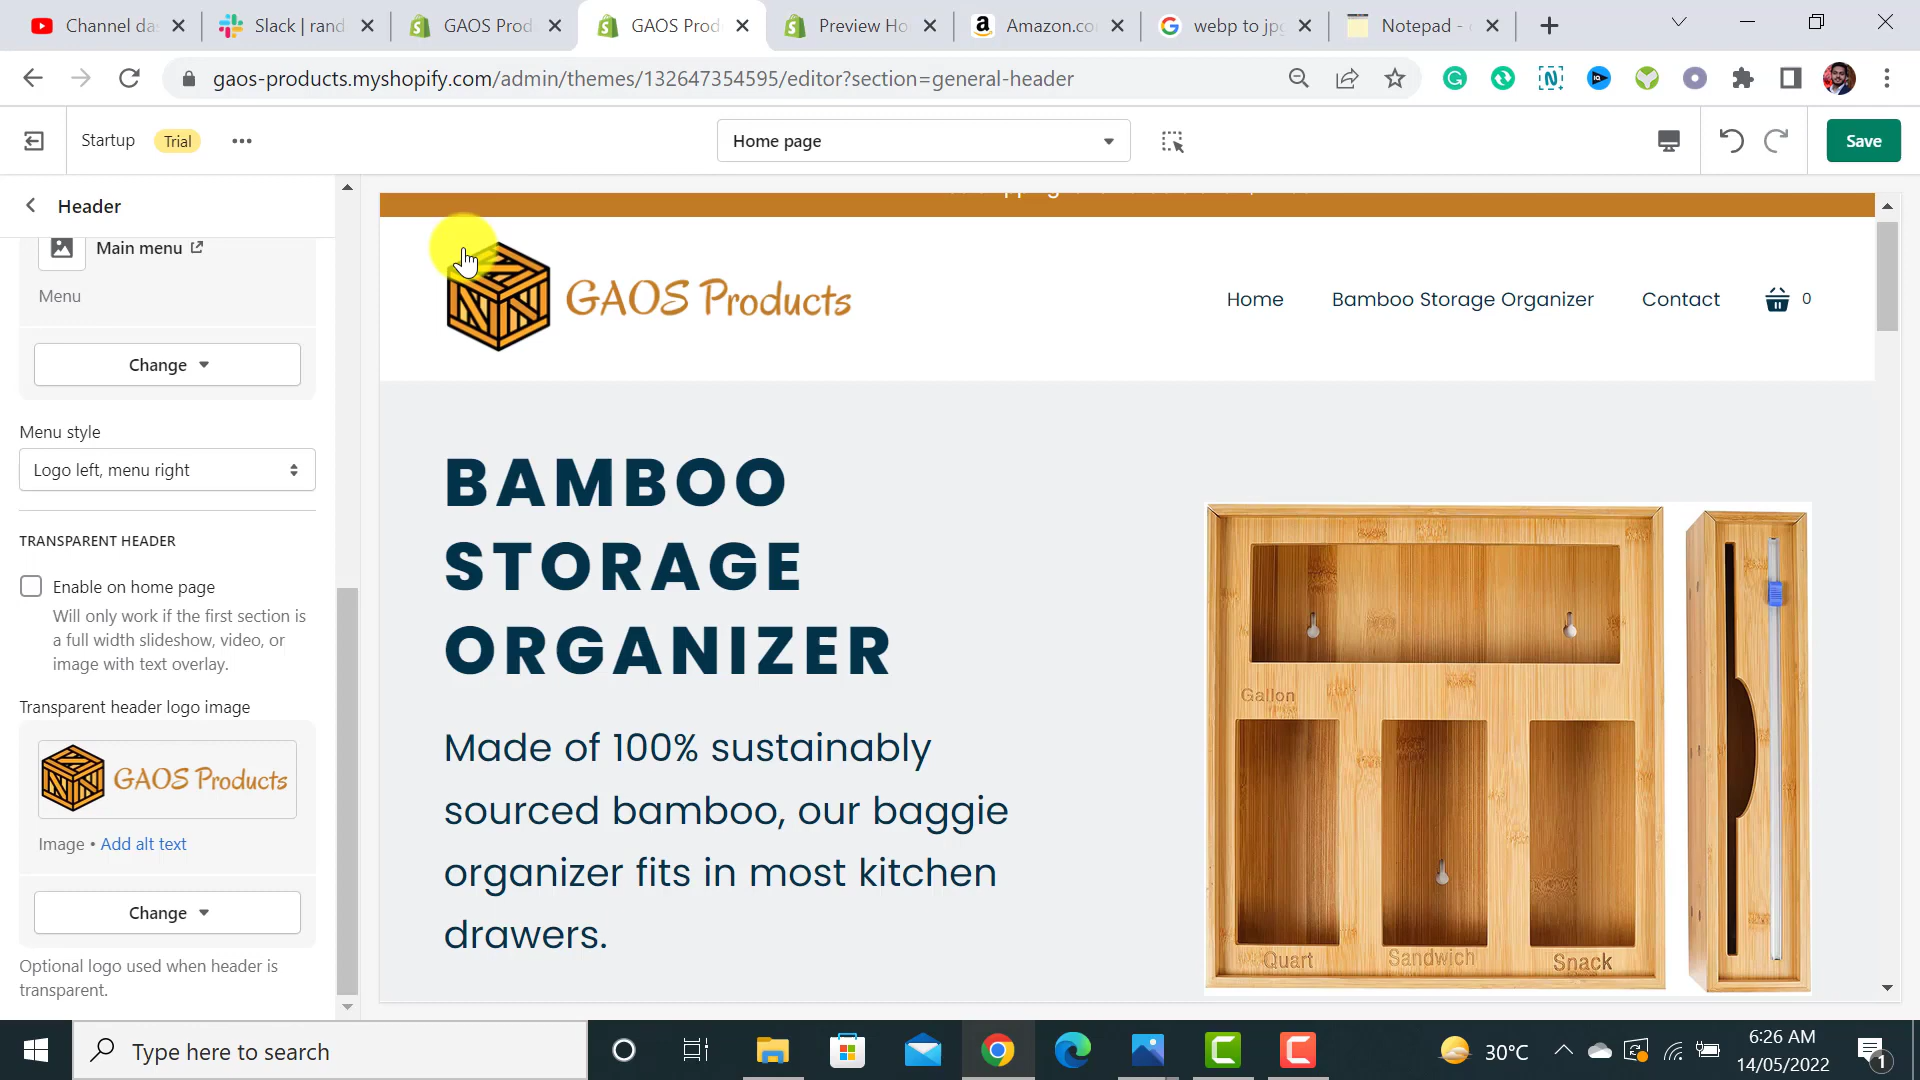 Channel da
Slack | rand
GAOS Prod
GAOS Prod
Preview Ho
Amazon.co
webp to jpg
Notepad -
gaos-products.myshopify.com/admin/themes/132647354595/editor?section=general-header
Startup
Trial
Home page
Save
Header
Main menu
Menu
Change
Menu style
Logo left, menu right
TRANSPARENT HEADER
Enable on home page
Will only work if the first section is
a full width slideshow, video, or
image with text overlay.
Transparent header logo image
GAOS Products
Image • Add alt text
Change
Optional logo used when header is
transparent.
GAOS Products
Home
Bamboo Storage Organizer
Contact
0
BAMBOO
STORAGE
ORGANIZER
Made of 100% sustainably
sourced bamboo, our baggie
organizer fits in most kitchen
drawers.
Gallon
Quart
Sandwich
Snack
Type here to search
30°C
6:26 AM
14/05/2022
1